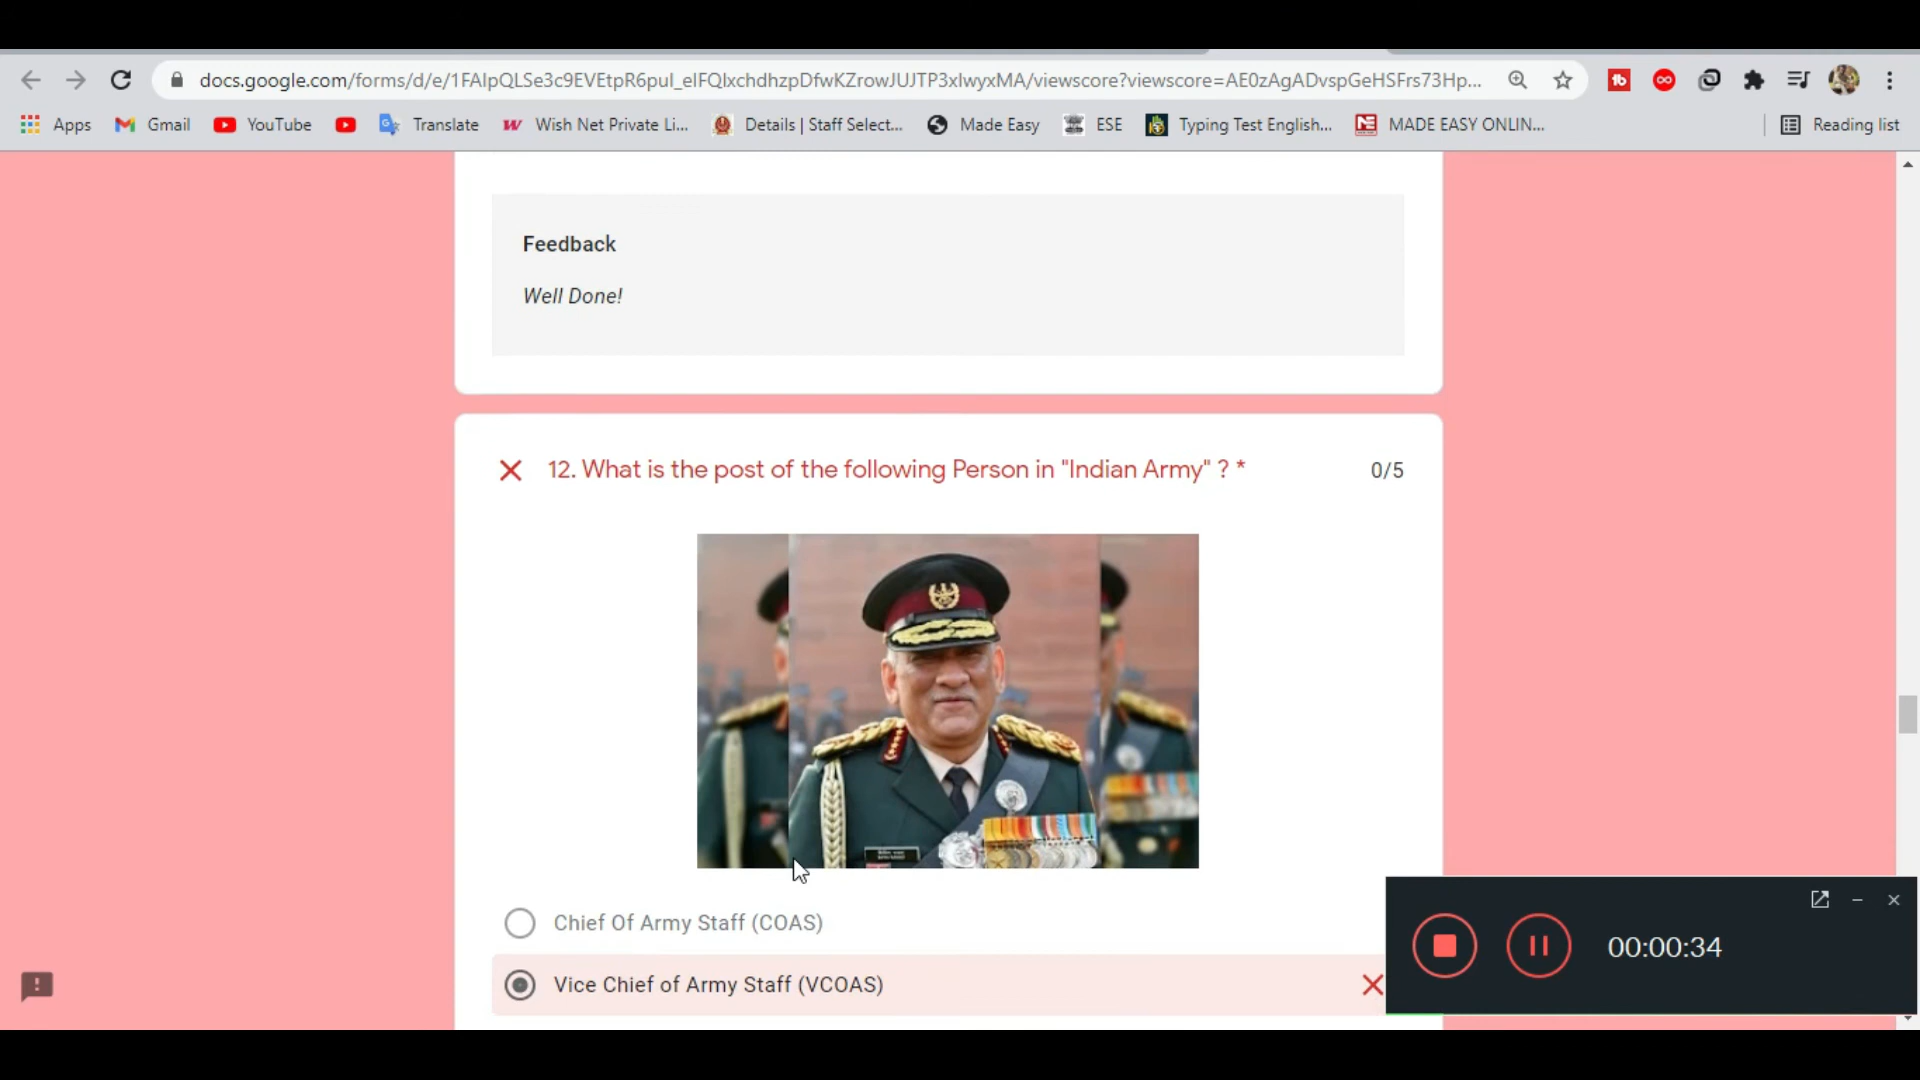 docs.google.com/forms/d/e/1FAIpQLSe3c9EVEtpR6puI_eIFQlxchdhzpDfwKZrowJUJTP3xIwyxMA/viewscore?viewscore=AE0zAgADvspGeHSFrs73Hp...
Apps Gmail YouTube Translate Wish Net Private Li... Details | Staff Select... Made Easy ESE Typing Test English... MADE EASY ONLIN... Reading list
Feedback
Well Done!
12. What is the post of the following Person in "Indian Army" ? *
0/5
Chief Of Army Staff (COAS)
Vice Chief of Army Staff (VCOAS)
00:00:34